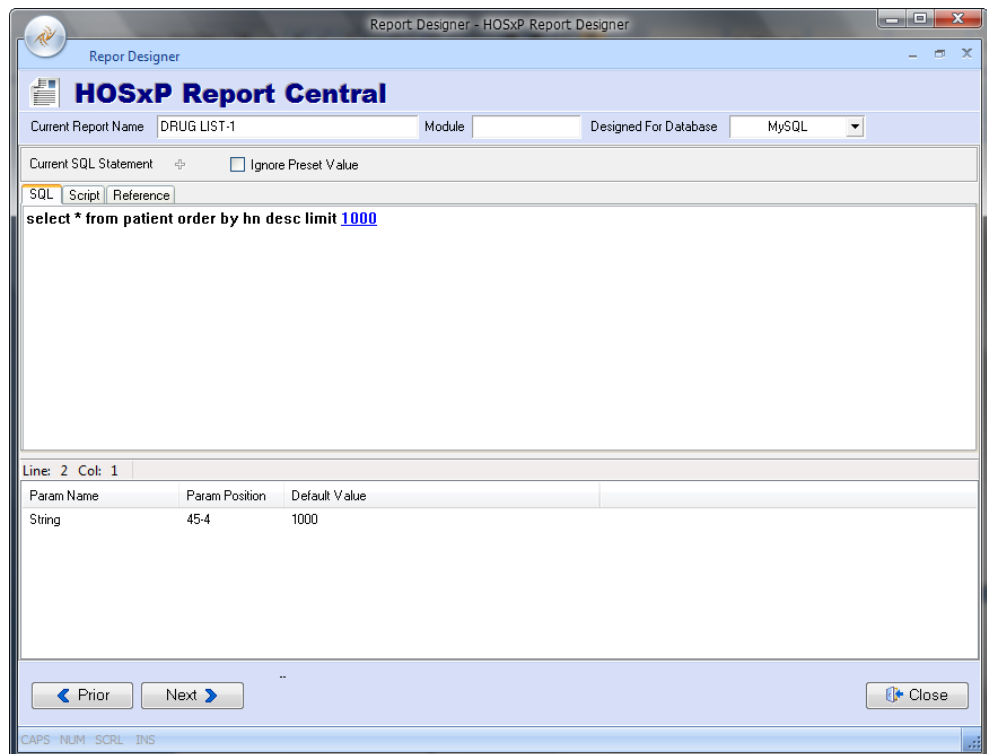 Report Designer - HOSxP Report Designer
Repor Designer
HOSxP Report Central
Current Report Name DRUG LIST-1 Module Designed For Database MySQL
Current SQL Statement Ignore Preset Value
SQL Script Reference
select * from patient order by hn desc limit 1000
Line: 2 Col: 1
Param Name Param Position Default Value
String 45-4 1000
..
Prior Next Close
CAPS NUM SCRL INS